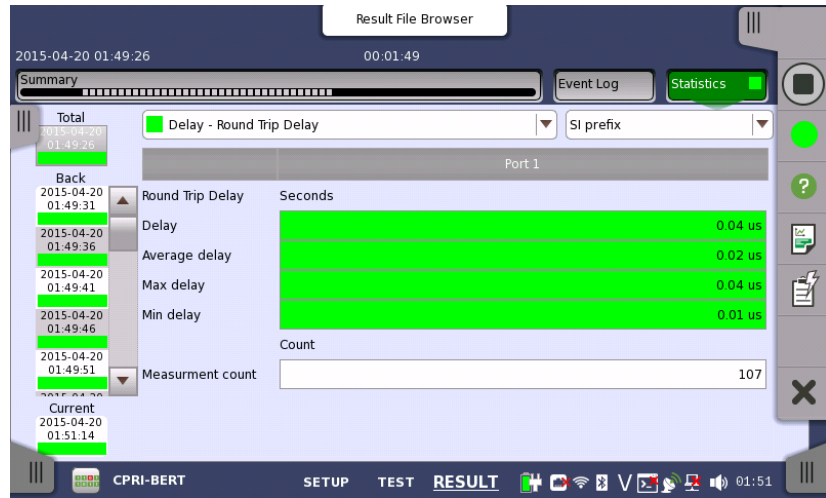 Result File Browser
2015-04-20 01:49:26
00:01:49
Summary
Event Log
Statistics
Total
2015-04-20
01:49:26
Back
2015-04-20
01:49:31
2015-04-20
01:49:36
2015-04-20
01:49:41
2015-04-20
01:49:46
2015-04-20
01:49:51
Current
2015-04-20
01:51:14
Delay - Round Trip Delay
SI prefix
Port 1
Round Trip Delay Seconds
Delay 0.04 us
Average delay 0.02 us
Max delay 0.04 us
Min delay 0.01 us
Count
Measurment count 107
CPRI-BERT SETUP TEST RESULT V 01:51